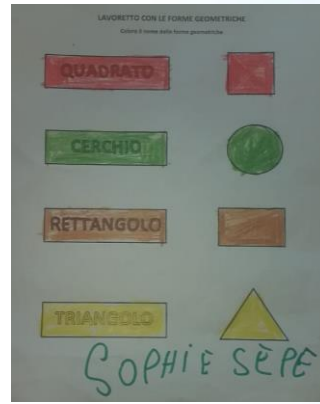 LAVORETTO CON LE FORME GEOMETRICHE
Colora il nome delle forme geometriche
QUADRATO
CERCHIO
RETTANGOLO
TRIANGOLO
SOPHIE SÈPE